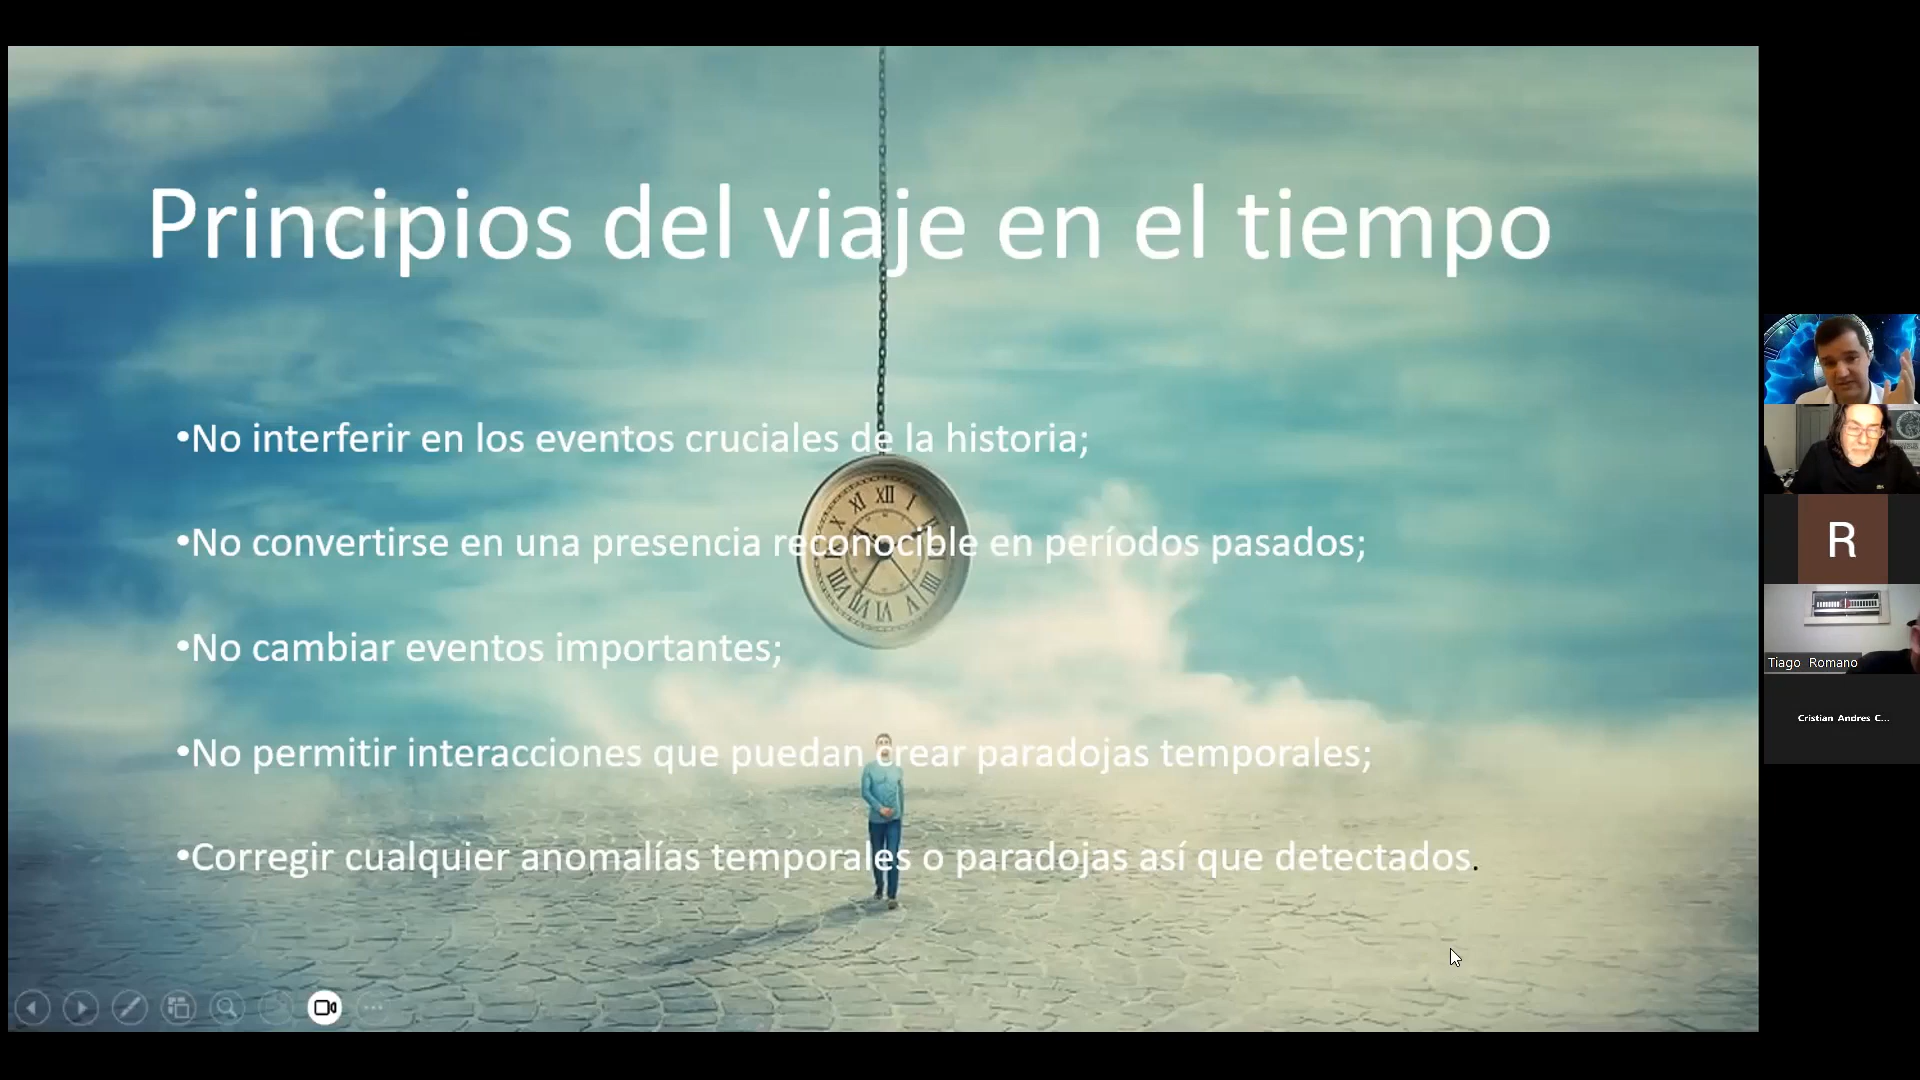 Principios del viaje en el tiempo
•No interferir en los eventos cruciales de la historia;
•No convertirse en una presencia reconocible en períodos pasados;
•No cambiar eventos importantes;
•No permitir interacciones que puedan crear paradojas temporales;
•Corregir cualquier anomalías temporales o paradojas así que detectados.
R
Tiago Romano
Cristian Andres C...